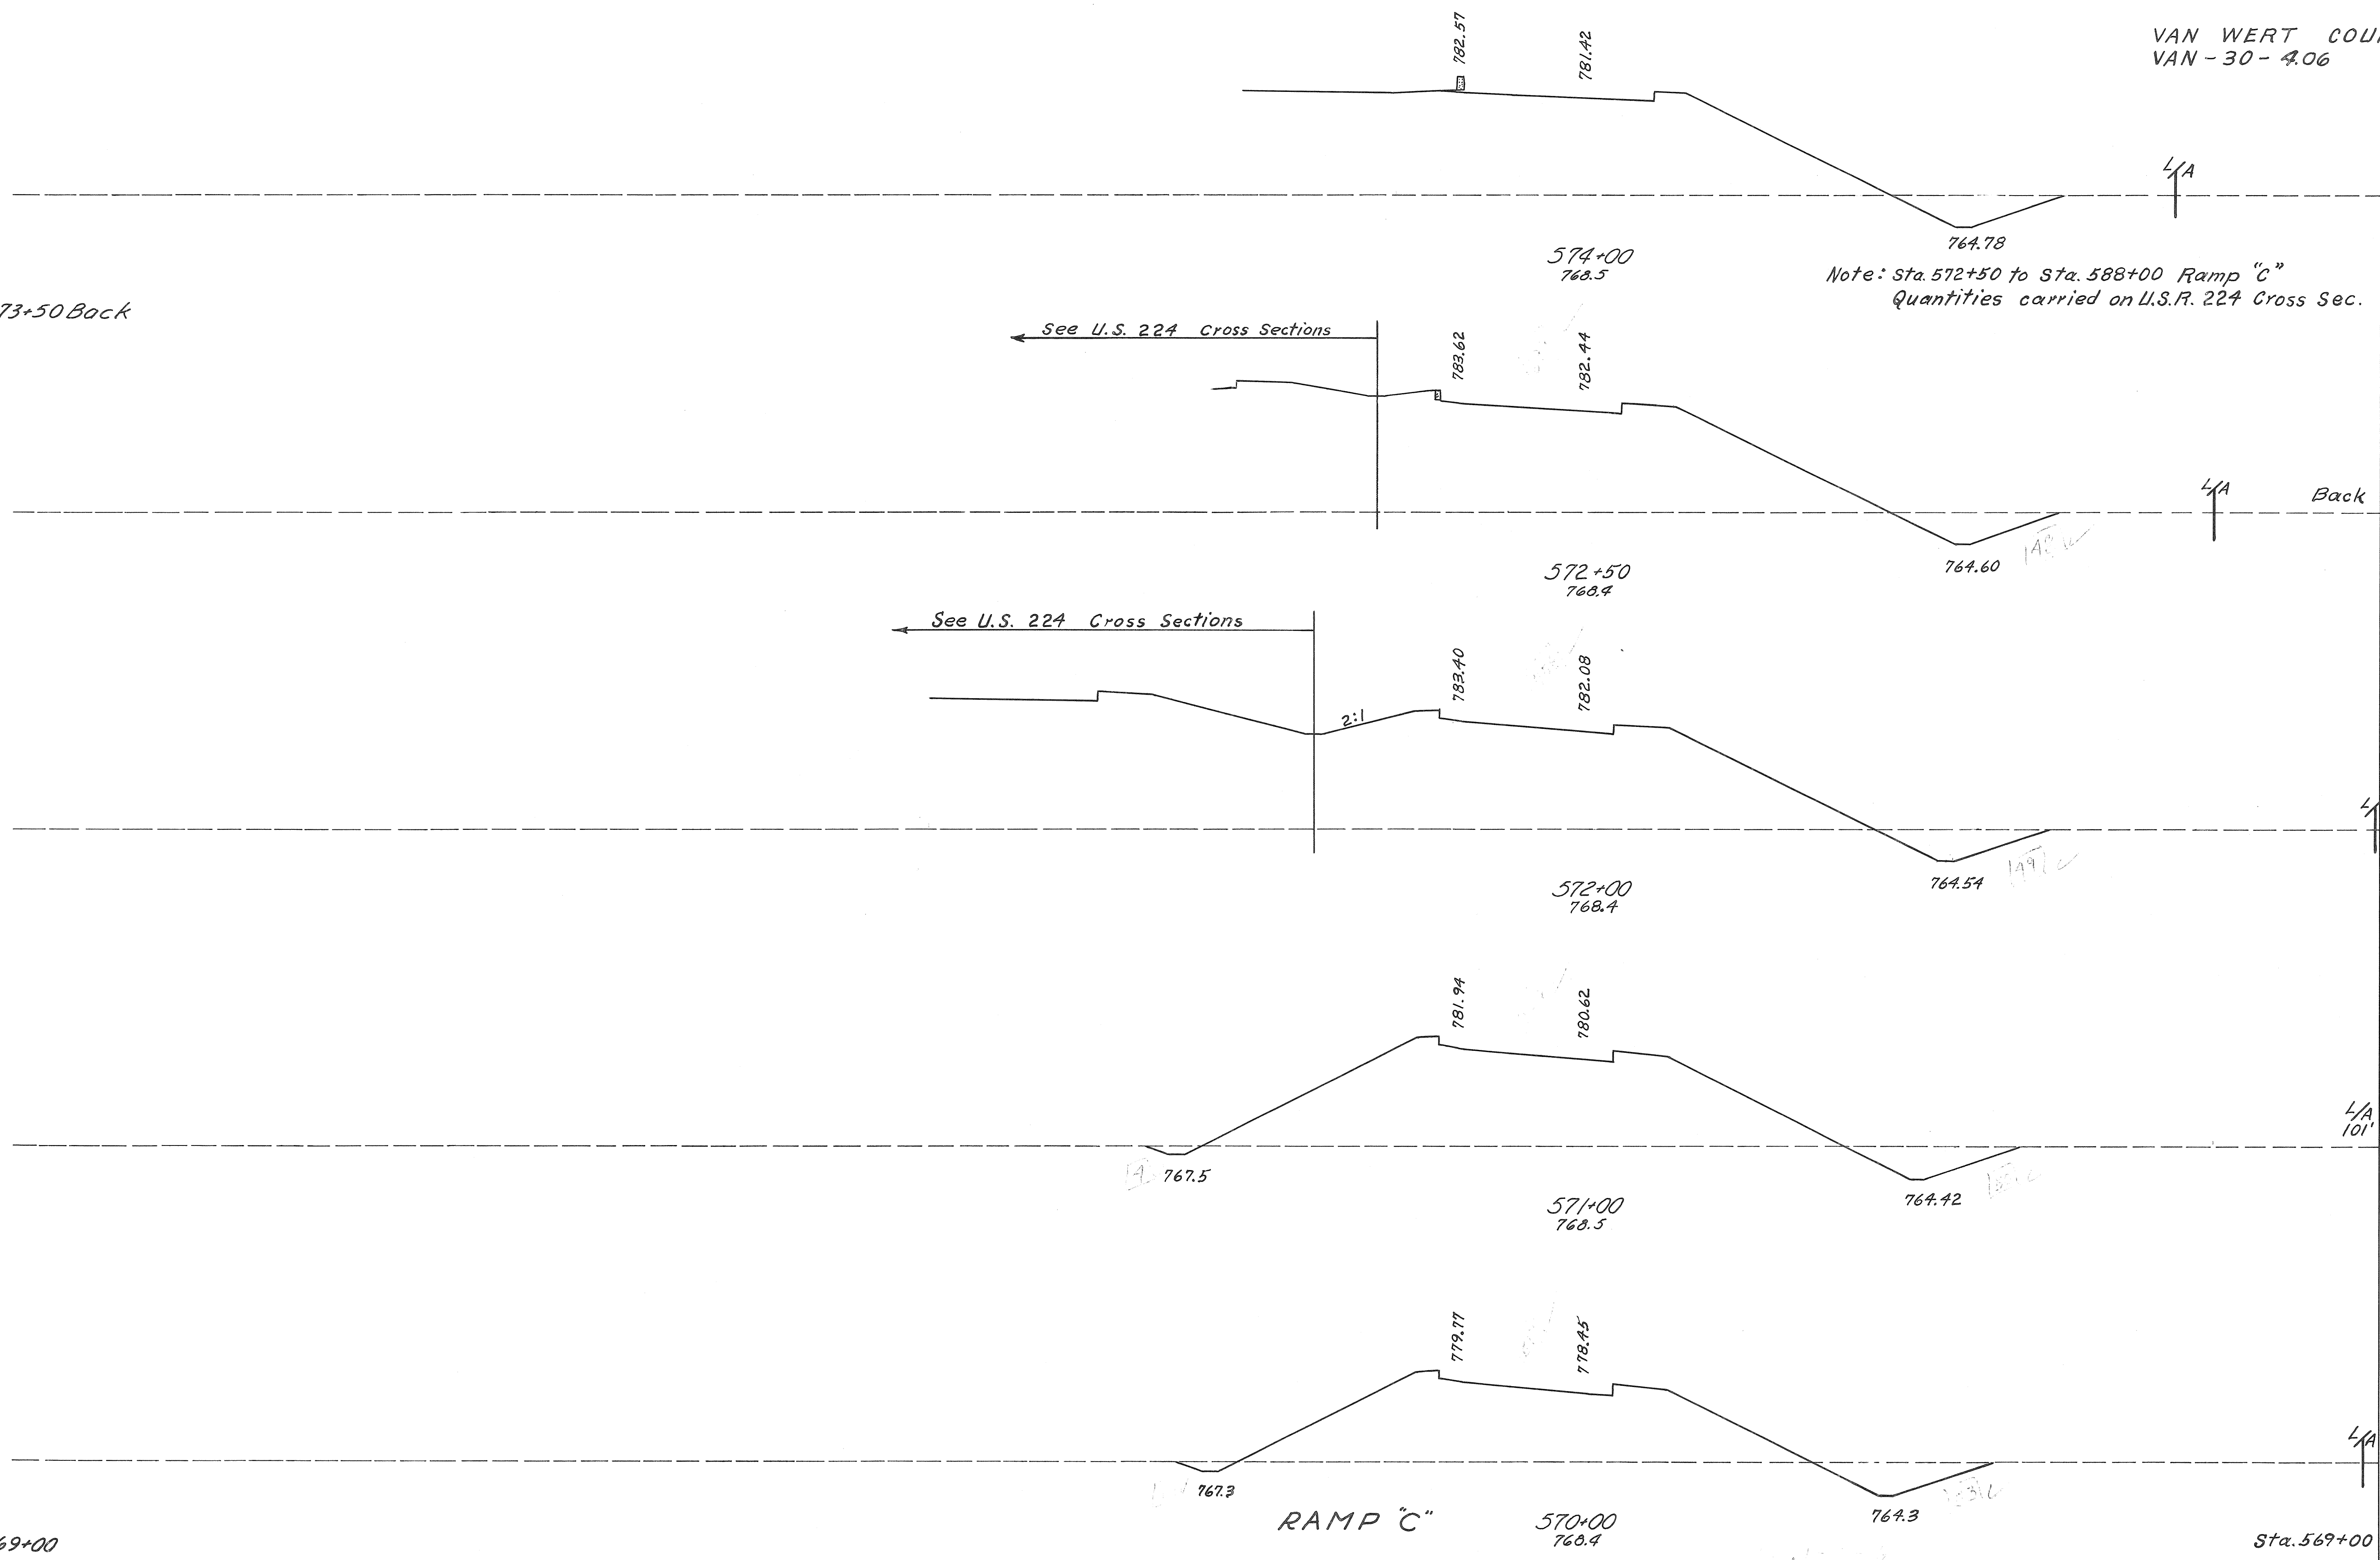 VAN WERT COU
VAN-30-4.06
782.57
781.42
L/A
764.78
574+00
768.5
Note: Sta. 572+50 to Sta. 588+00 Ramp "C"
Quantities carried on U.S.R. 224 Cross Sec.
73+50 Back
See U.S. 224 Cross Sections
783.62
782.44
L/A
Back
764.60
572+50
768.4
See U.S. 224 Cross Sections
783.40
782.08
2:1
764.54
572+00
768.4
781.94
780.62
L/A
101'
767.5
764.42
571+00
768.5
779.77
778.45
L/A
767.3
764.3
RAMP "C"
570+00
768.4
69+00
Sta. 569+00